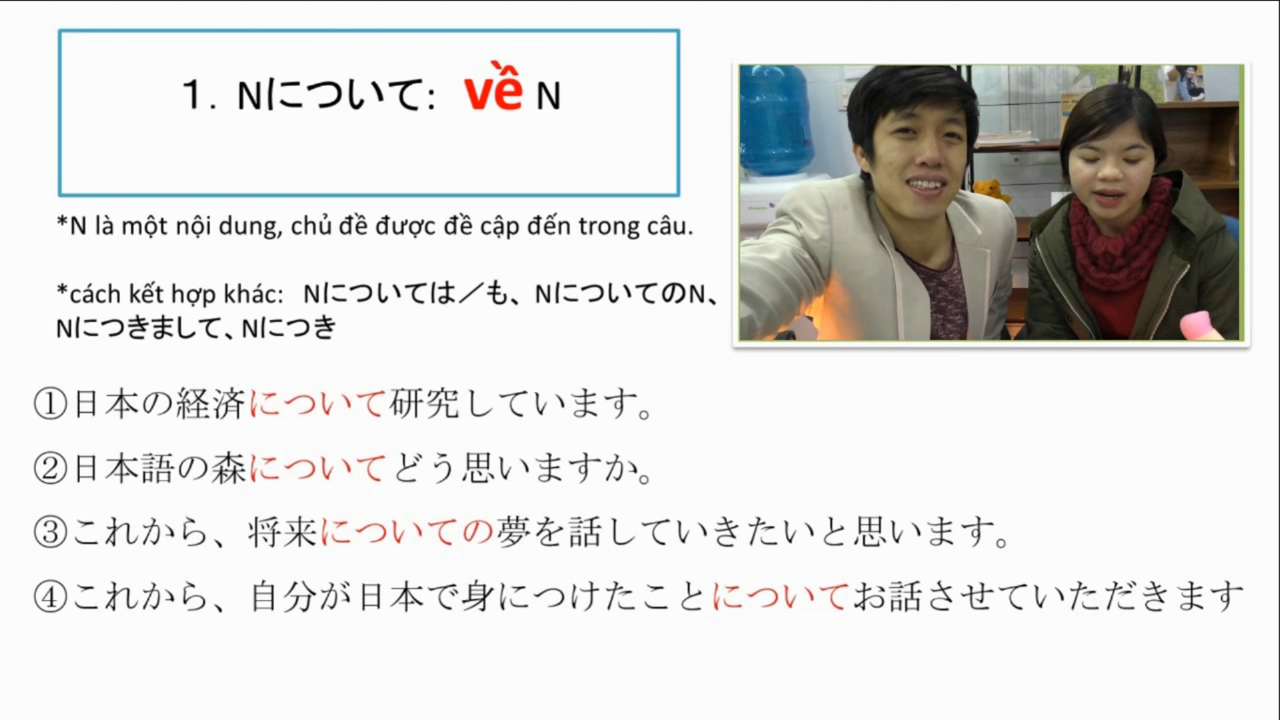 1. Nについて: về N
*N là một nội dung, chủ đề được đề cập đến trong câu.
*cách kết hợp khác: Nについては／も、NについてのN、
Nにつきまして、Nにつき
①日本の経済について研究しています。
②日本語の森についてどう思いますか。
③これから、将来についての夢を話していきたいと思います。
④これから、自分が日本で身につけたことについてお話させていただきます